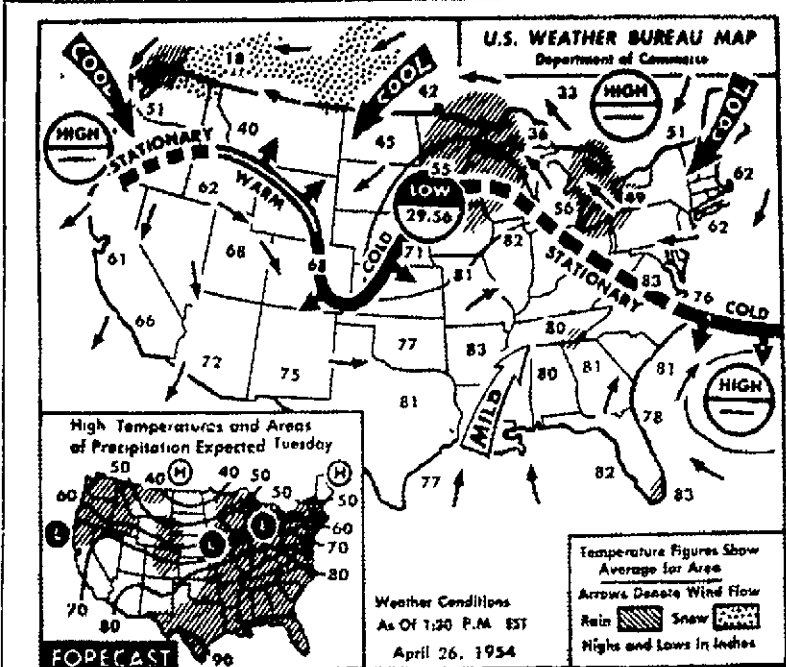 U.S. WEATHER BUREAU MAP
Department of Commerce
COOL
COOL
COOL
18
42
33
HIGH
51
40
45
36
51
HIGH
STATIONARY
WARM
62
55
LOW
29.56
56
49
62
62
61
68
68
COLD
71
81
82
STATIONARY
83
76
COLD
66
72
75
77
83
80
81
81
HIGH
81
80
78
MILD
77
82
83
High Temperatures and Areas
of Precipitation Expected Tuesday
50
40
H
40
50
H
60
50
50
L
L
L
60
70
80
70
80
90
FORECAST
Weather Conditions
As Of 1:30 P.M EST
April 26, 1954
Temperature Figures Show
Average for Area
Arrows Denote Wind Flow
Rain
Snow
Highs and Lows in Inches